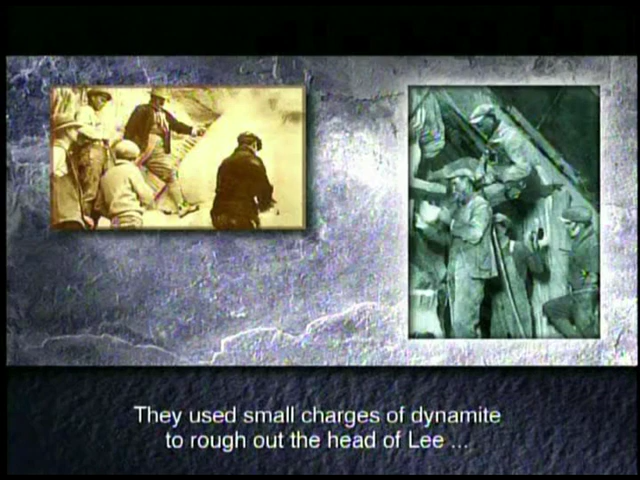 They used small charges of dynamite
to rough out the head of Lee ...